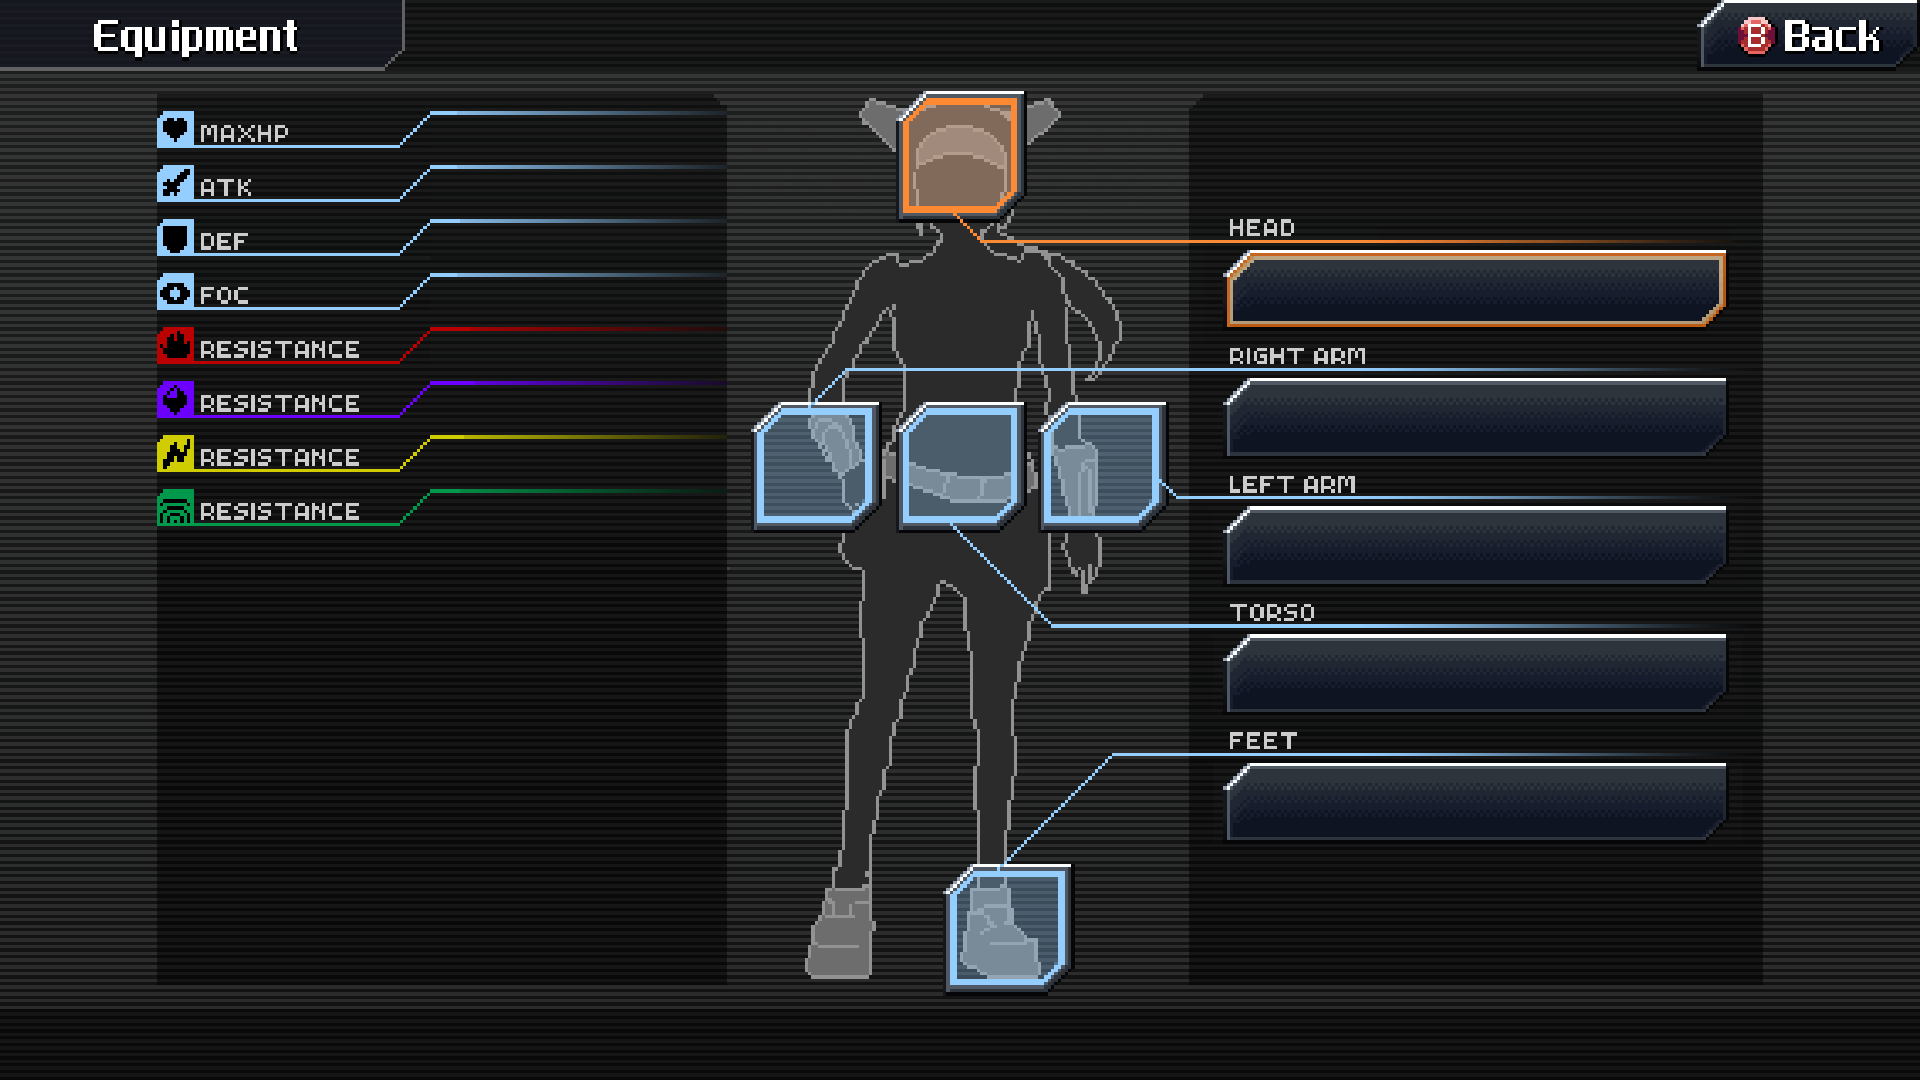 Equipment
B Back
MAXHP
ATK
DEF
FOC
RESISTANCE
RESISTANCE
RESISTANCE
RESISTANCE
HEAD
RIGHT ARM
LEFT ARM
TORSO
FEET